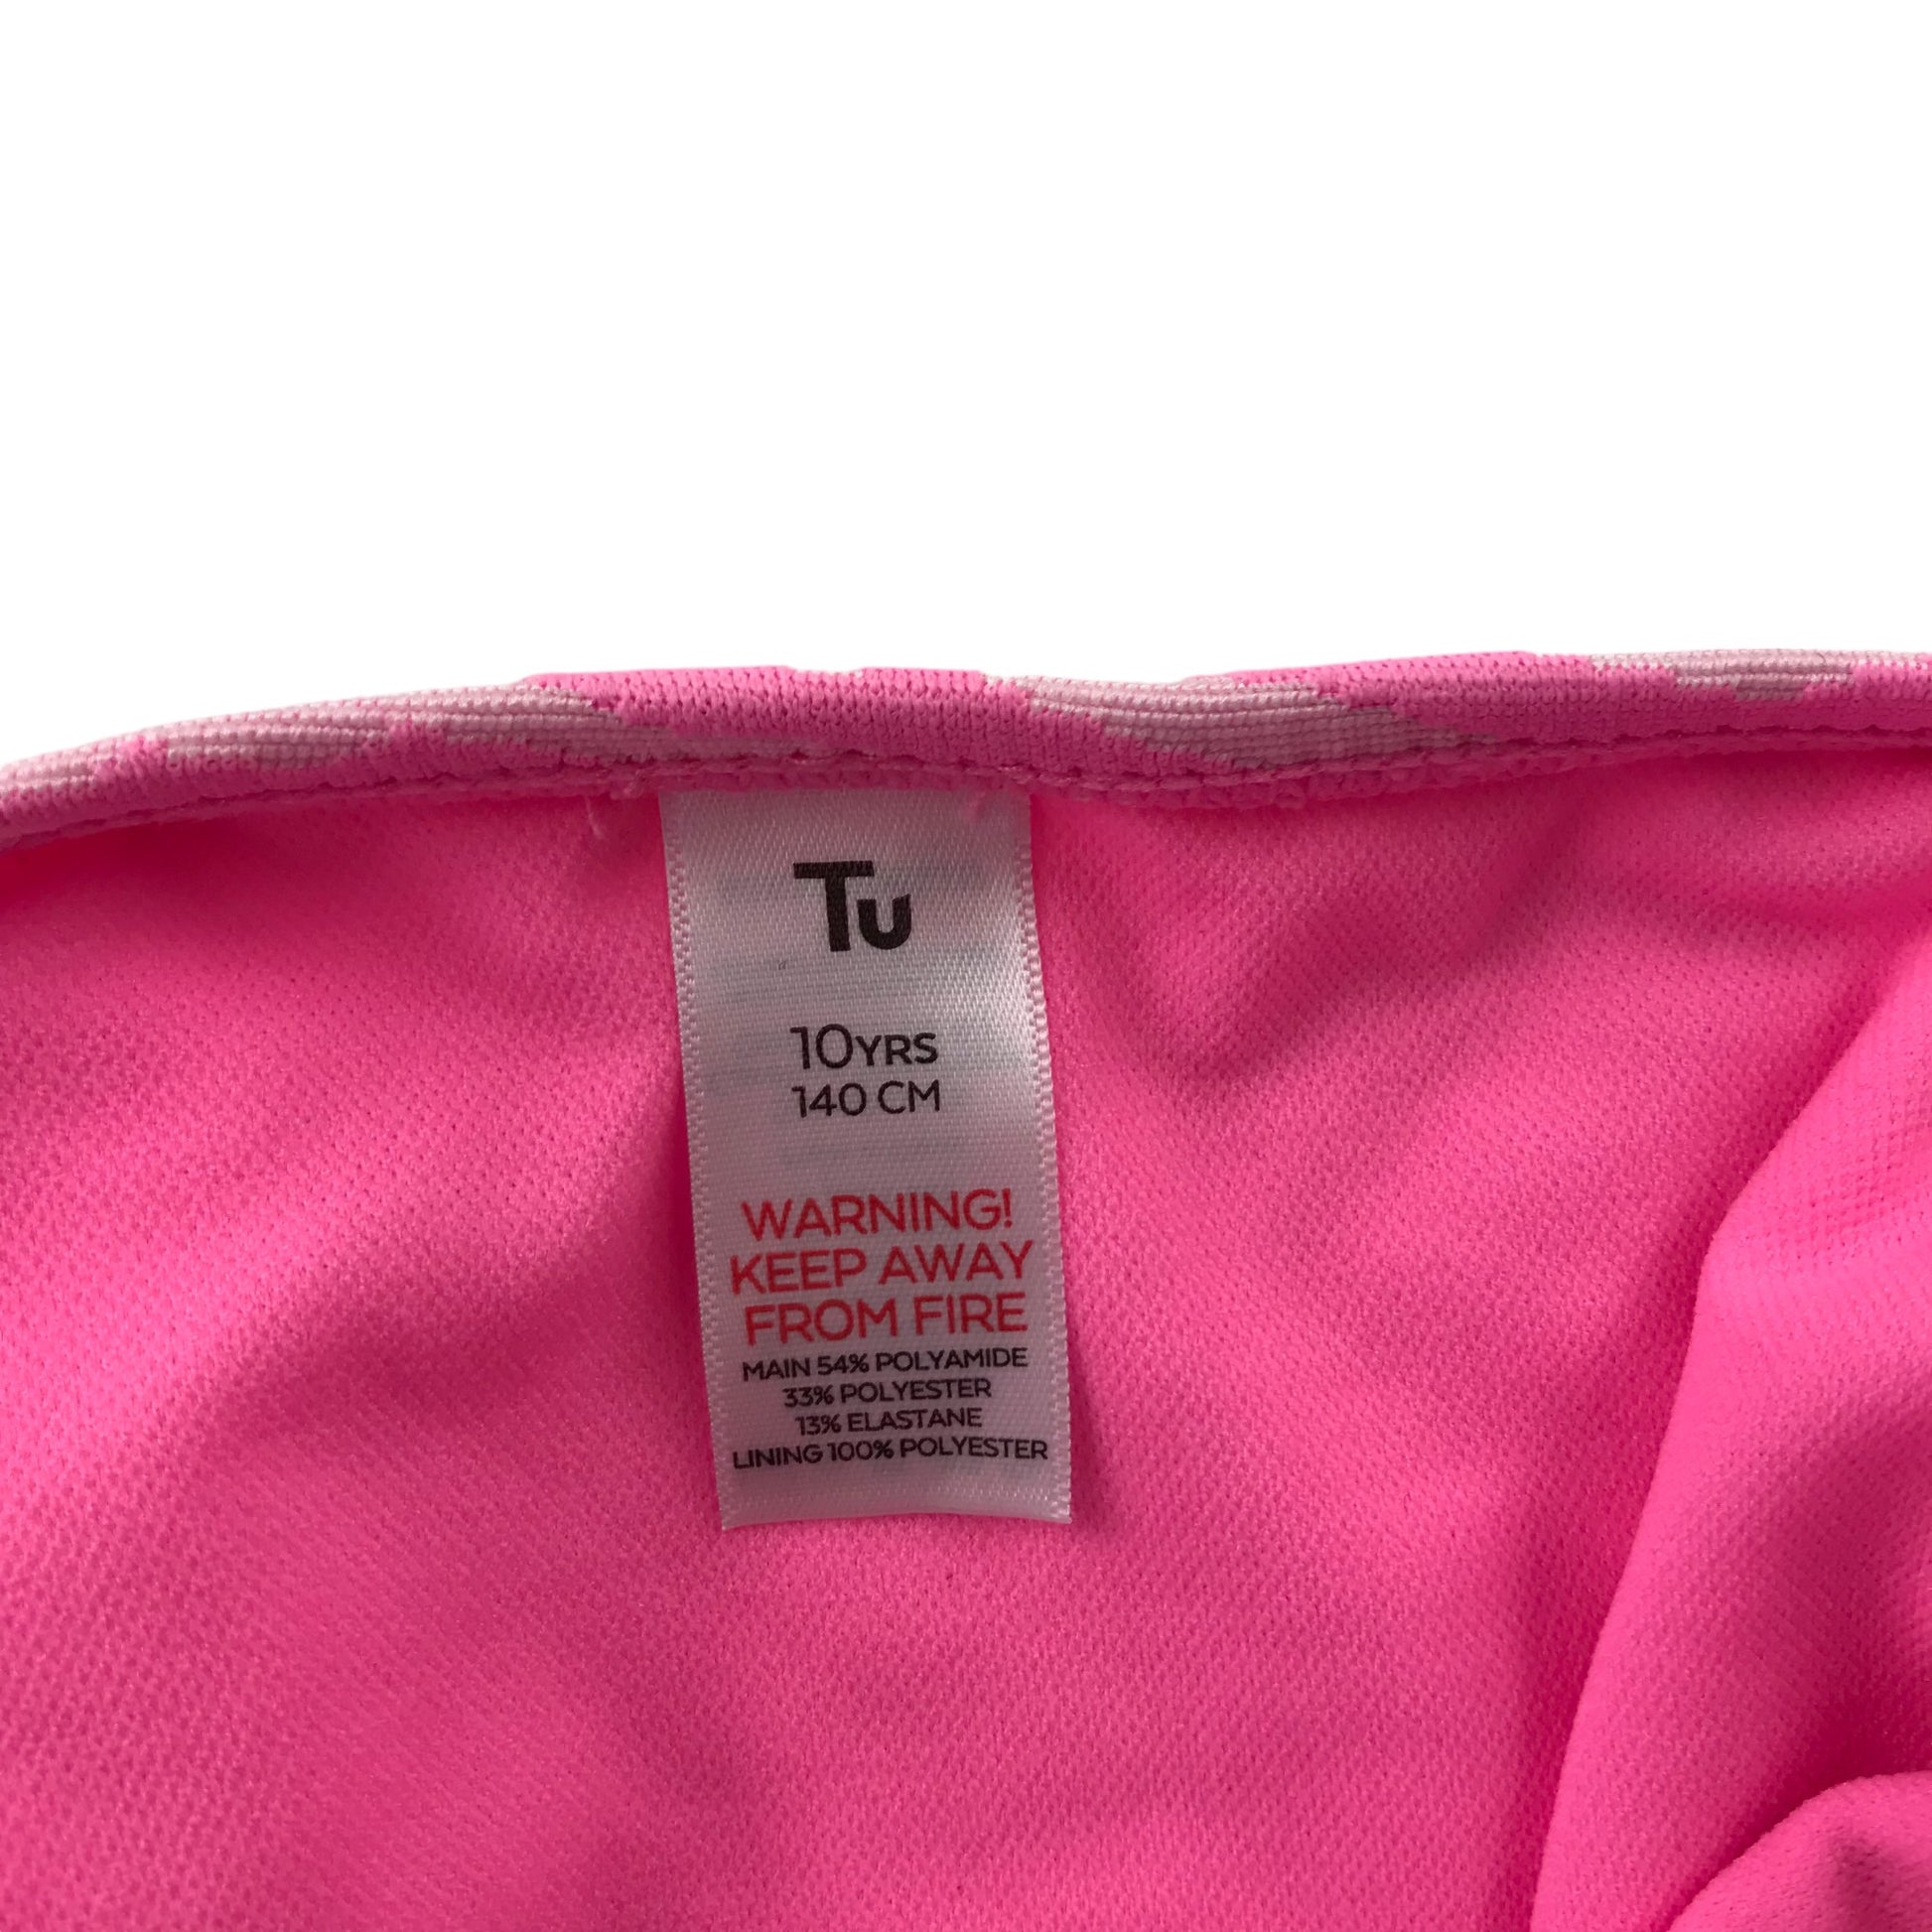 Tu
10YRS
140 CM
WARNING!
KEEP AWAY
FROM FIRE
MAIN 54% POLYAMIDE
33% POLYESTER
13% ELASTANE
LINING 100% POLYESTER